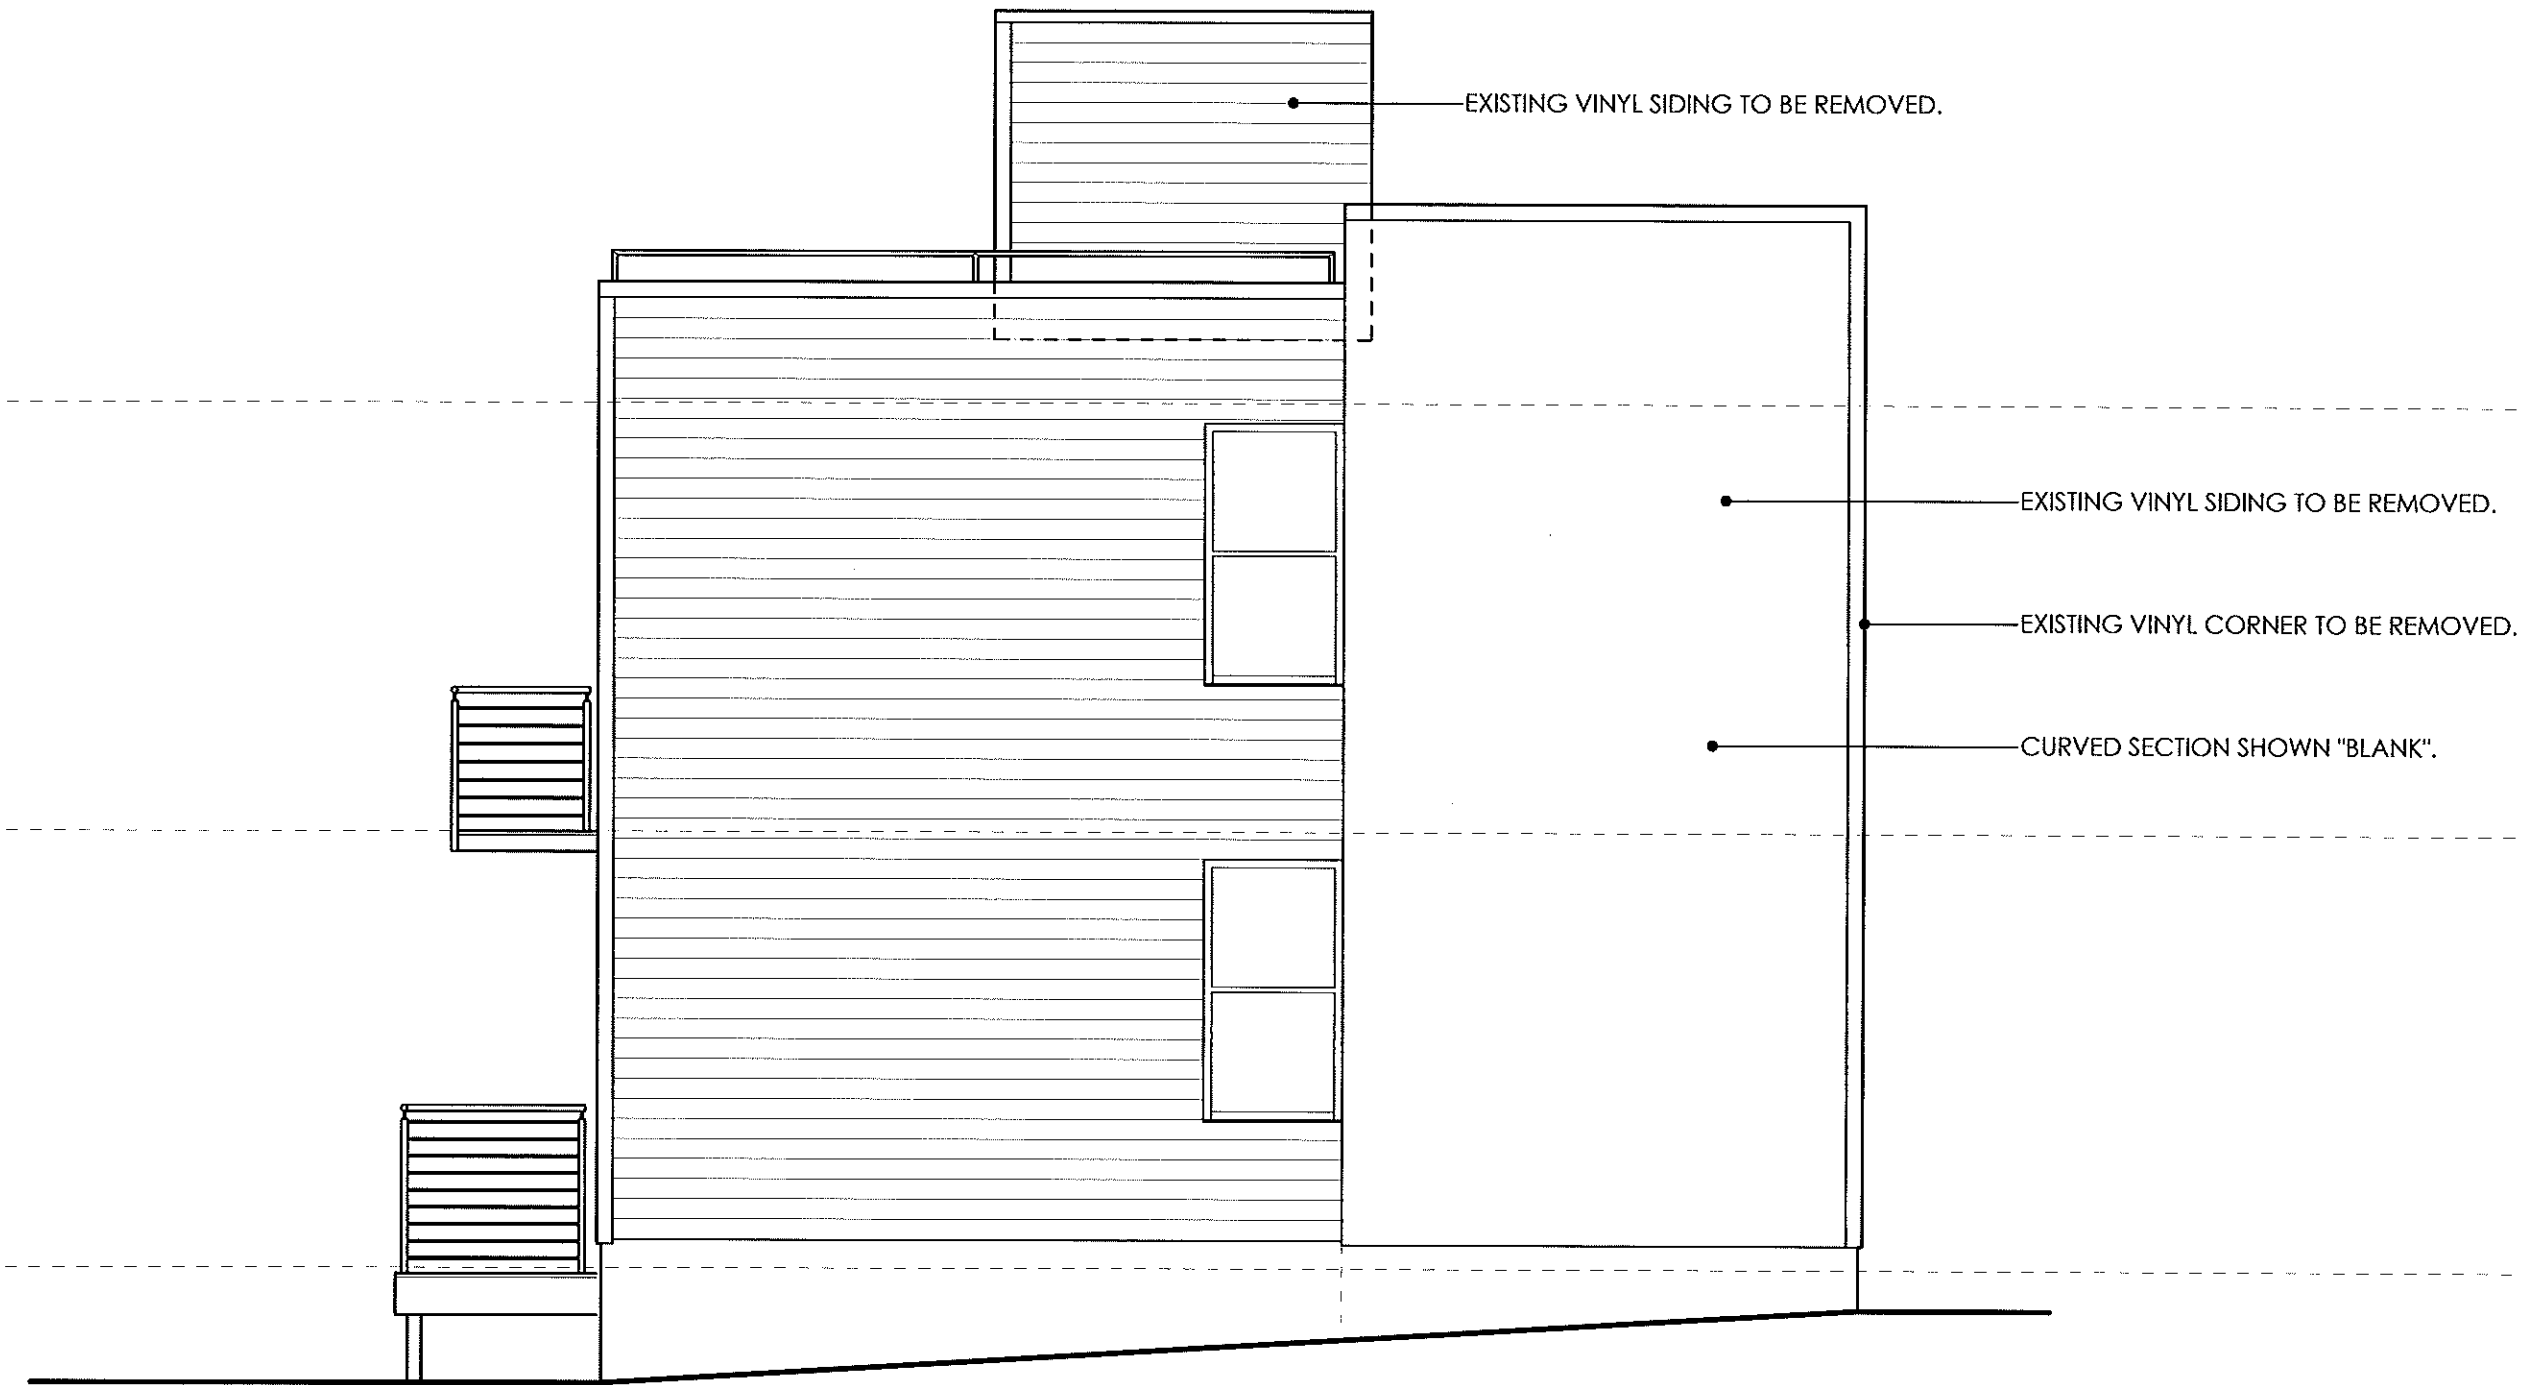 EXISTING VINYL SIDING TO BE REMOVED.
EXISTING VINYL SIDING TO BE REMOVED.
EXISTING VINYL CORNER TO BE REMOVED.
CURVED SECTION SHOWN "BLANK".